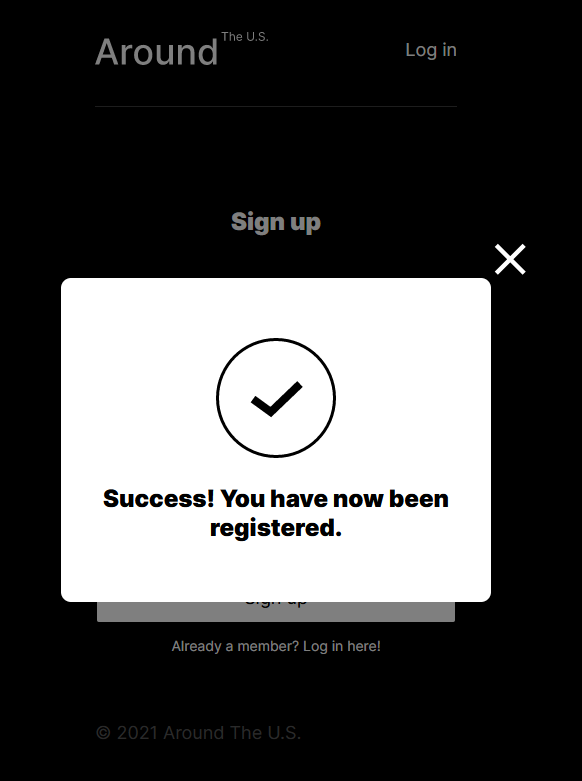 Around The U.S.
Log in
Sign up
Success! You have now been
registered.
Sign up
Already a member? Log in here!
© 2021 Around The U.S.